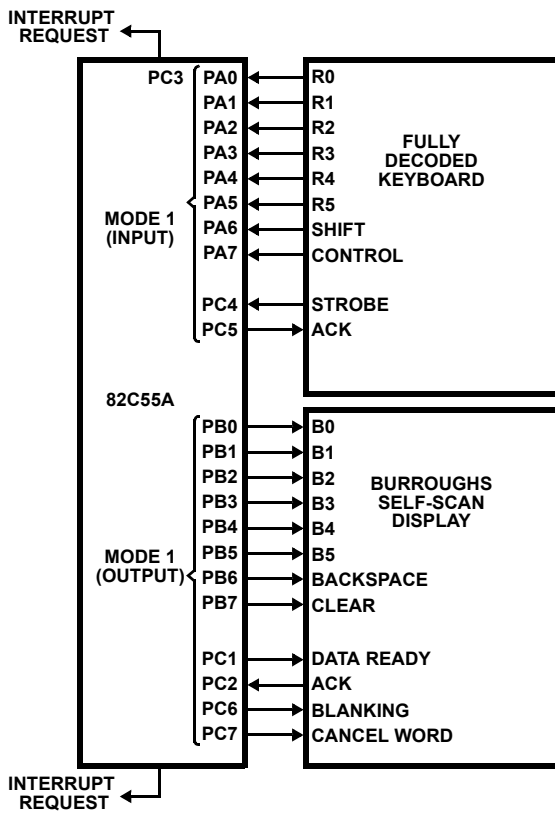 INTERRUPT
REQUEST
PC3 PA0 R0
PA1 R1
PA2 R2
PA3 R3
PA4 R4
PA5 R5
PA6 SHIFT
PA7 CONTROL
PC4 STROBE
PC5 ACK
MODE 1
(INPUT)
FULLY
DECODED
KEYBOARD
82C55A
PB0 B0
PB1 B1
PB2 B2
PB3 B3
PB4 B4
PB5 B5
PB6 BACKSPACE
PB7 CLEAR
PC1 DATA READY
PC2 ACK
PC6 BLANKING
PC7 CANCEL WORD
MODE 1
(OUTPUT)
BURROUGHS
SELF-SCAN
DISPLAY
INTERRUPT
REQUEST